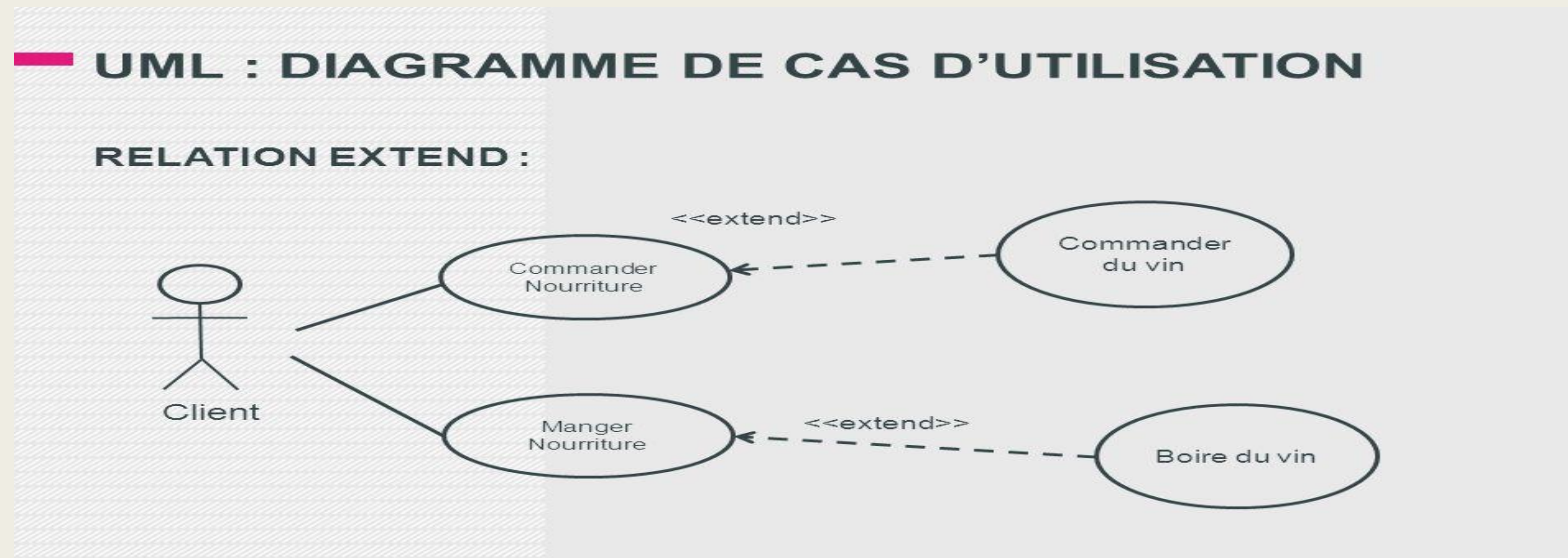 UML : DIAGRAMME DE CAS D’UTILISATION
RELATION EXTEND :
<<extend>>
Commander
du vin
Commander
Nourriture
Client
Manger
Nourriture
<<extend>>
Boire du vin